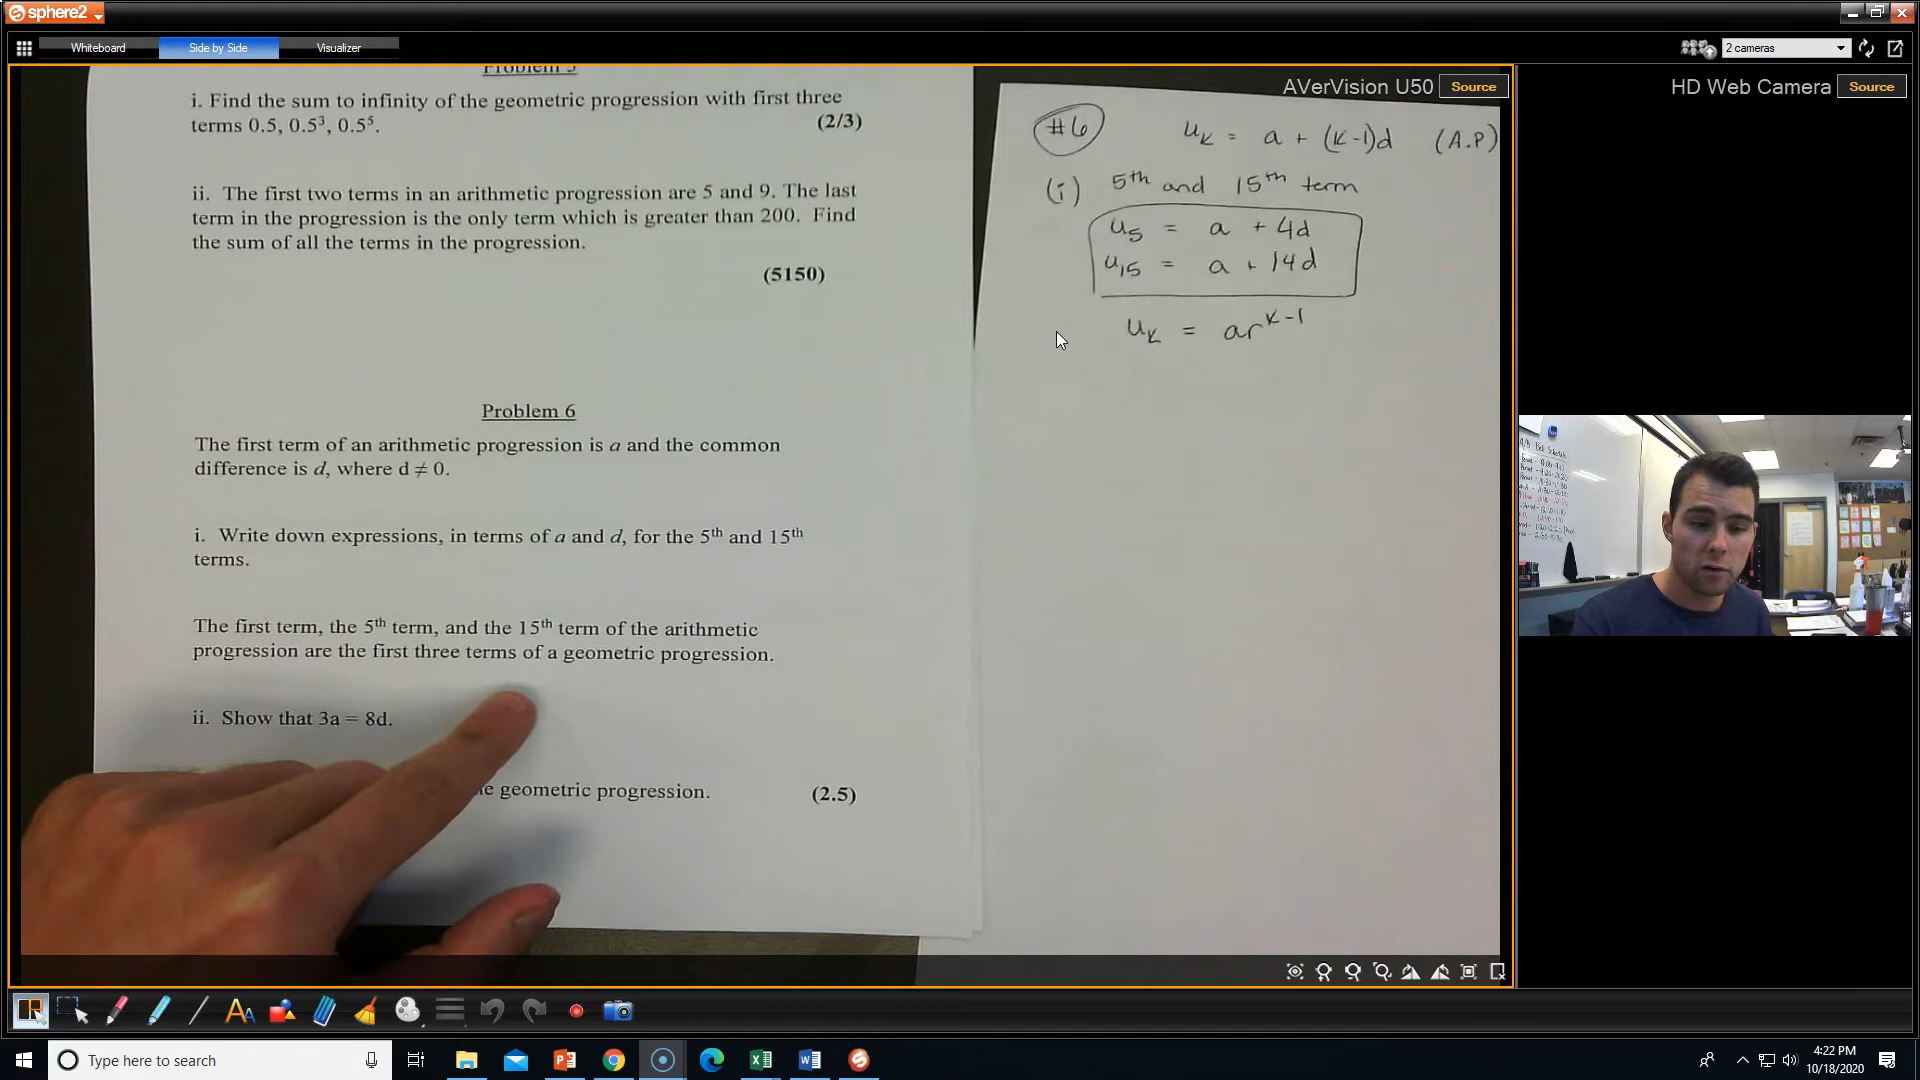 sphere2
Whiteboard
Side by Side
Visualizer
2 cameras
AVerVision U50
Source
HD Web Camera
Source
Problem 5
i. Find the sum to infinity of the geometric progression with first three
terms 0.5, 0.5³, 0.5⁵.
(2/3)
ii. The first two terms in an arithmetic progression are 5 and 9. The last
term in the progression is the only term which is greater than 200. Find
the sum of all the terms in the progression.
(5150)
Problem 6
The first term of an arithmetic progression is a and the common
difference is d, where d ≠ 0.
i. Write down expressions, in terms of a and d, for the 5th and 15th
terms.
The first term, the 5th term, and the 15th term of the arithmetic
progression are the first three terms of a geometric progression.
ii. Show that 3a = 8d.
geometric progression.
(2.5)
#6
u_k = a + (k-1)d (A.P)
(i) 5th and 15th term
u_5 = a + 4d
u_15 = a + 14d
u_k = ar^(k-1)
A/B Bell Schedule
Type here to search
4:22 PM
10/18/2020